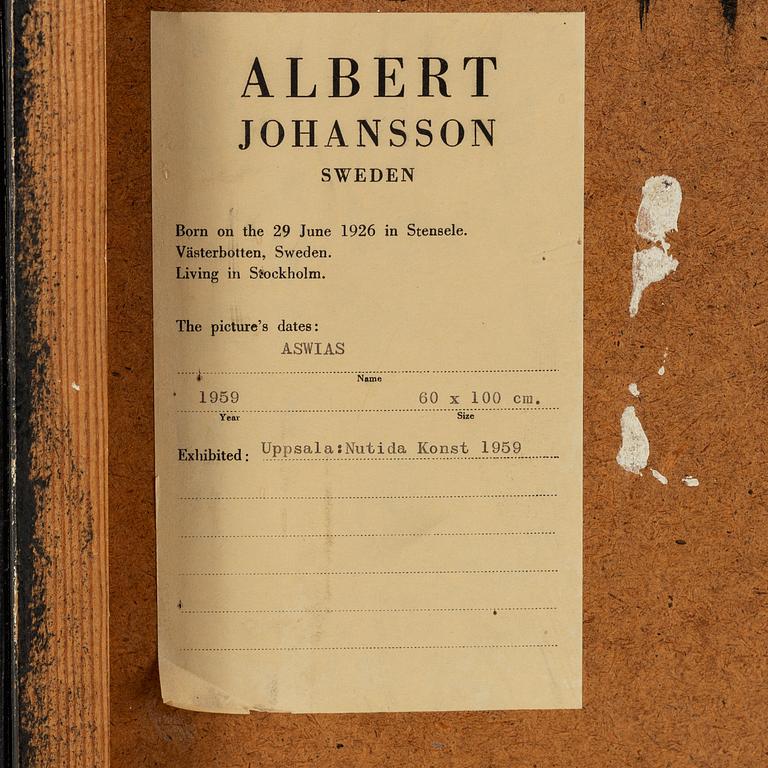 ALBERT
JOHANSSON
SWEDEN
Born on the 29 June 1926 in Stensele.
Västerbotten, Sweden.
Living in Stockholm.
The picture's dates:
ASWIAS
Name
1959 60 x 100 cm.
Year Size
Exhibited: Uppsala:Nutida Konst 1959